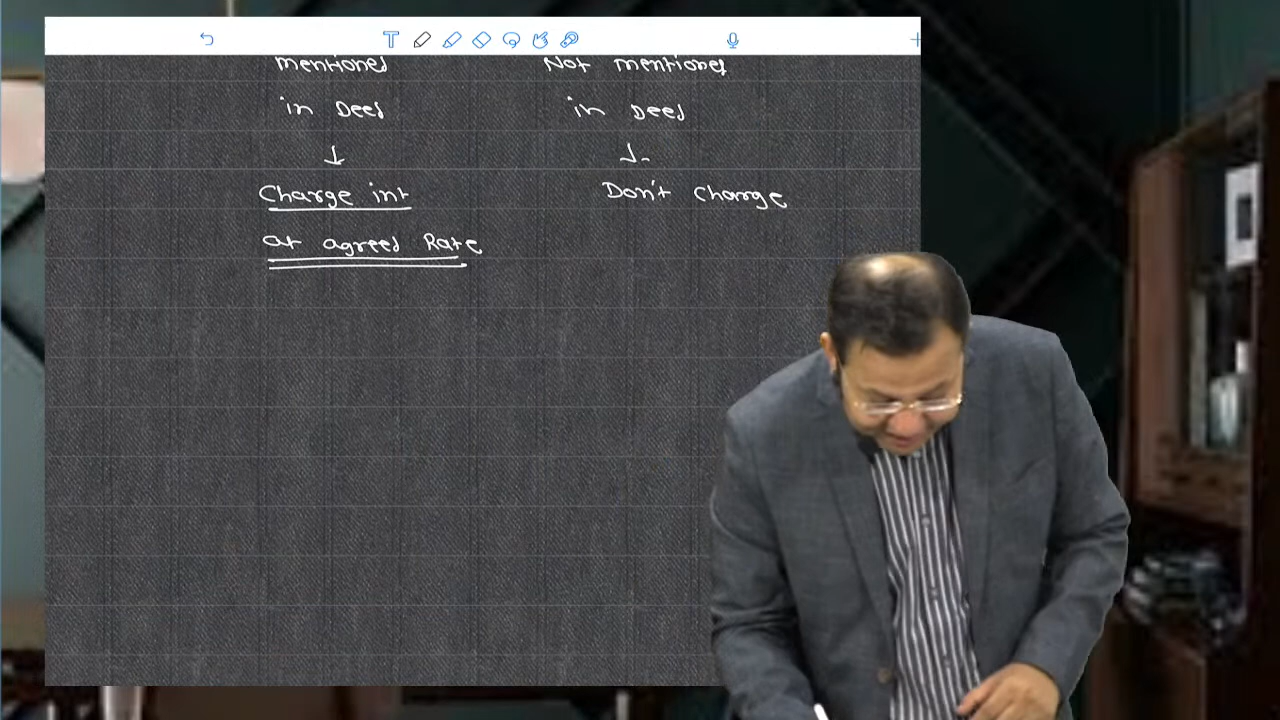 mentioned
Not mentioned
in Deed
in Deed
Charge int
Don't charge
at agreed Rate